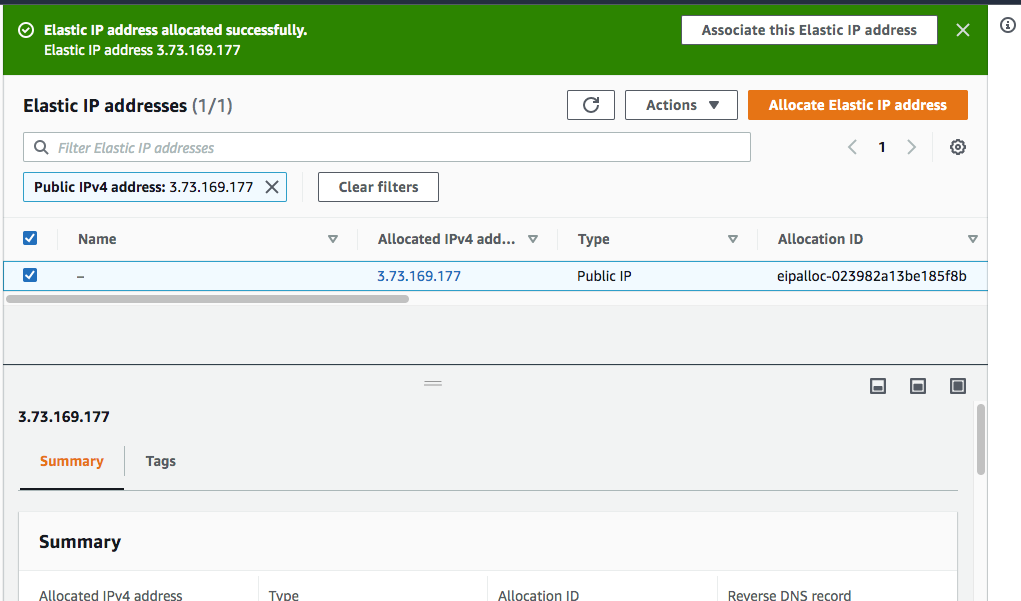 Elastic IP address allocated successfully.
Elastic IP address 3.73.169.177
Associate this Elastic IP address
Elastic IP addresses (1/1)
Actions
Allocate Elastic IP address
Filter Elastic IP addresses
1
Public IPv4 address: 3.73.169.177
Clear filters
Name
Allocated IPv4 add...
Type
Allocation ID
–
3.73.169.177
Public IP
eipalloc-023982a13be185f8b
3.73.169.177
Summary
Tags
Summary
Allocated IPv4 address
Type
Allocation ID
Reverse DNS record